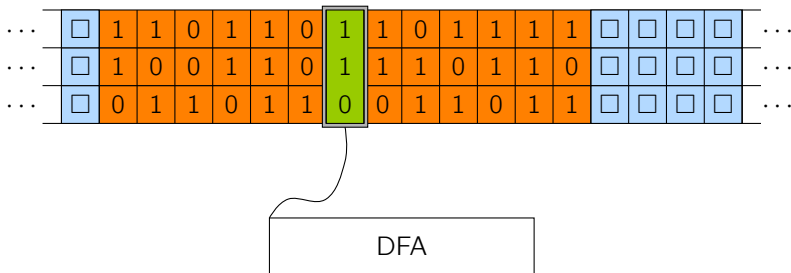 ··· □ 1 1 0 1 1 0 1 1 0 1 1 1 1 □ □ □ □ ···
··· □ 1 0 0 1 1 0 1 1 1 0 1 1 0 □ □ □ □ ···
··· □ 0 1 1 0 1 1 0 0 1 1 0 1 1 □ □ □ □ ···
DFA